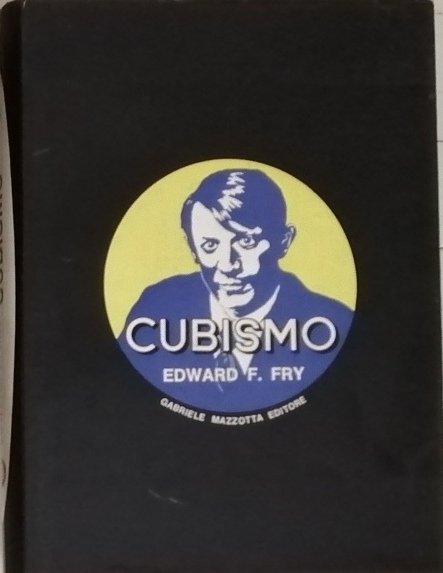 CUBISMO
EDWARD F. FRY
GABRIELE MAZZOTTA EDITORE